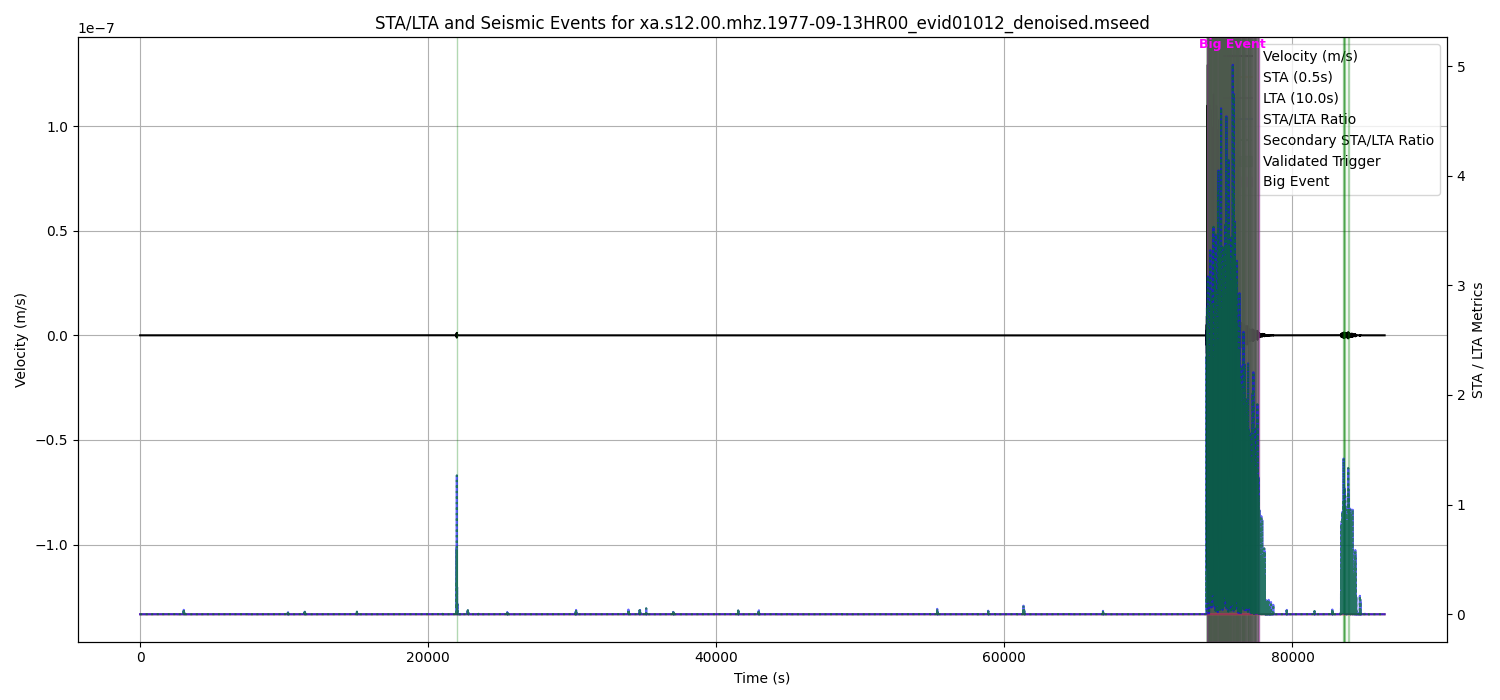 STA/LTA and Seismic Events for xa.s12.00.mhz.1977-09-13HR00_evid01012_denoised.mseed
1e−7
Big Event
Velocity (m/s)
STA (0.5s)
LTA (10.0s)
STA/LTA Ratio
Secondary STA/LTA Ratio
Validated Trigger
Big Event
1.0
0.5
0.0
−0.5
−1.0
Velocity (m/s)
5
4
3
2
1
0
STA / LTA Metrics
0
20000
40000
60000
80000
Time (s)